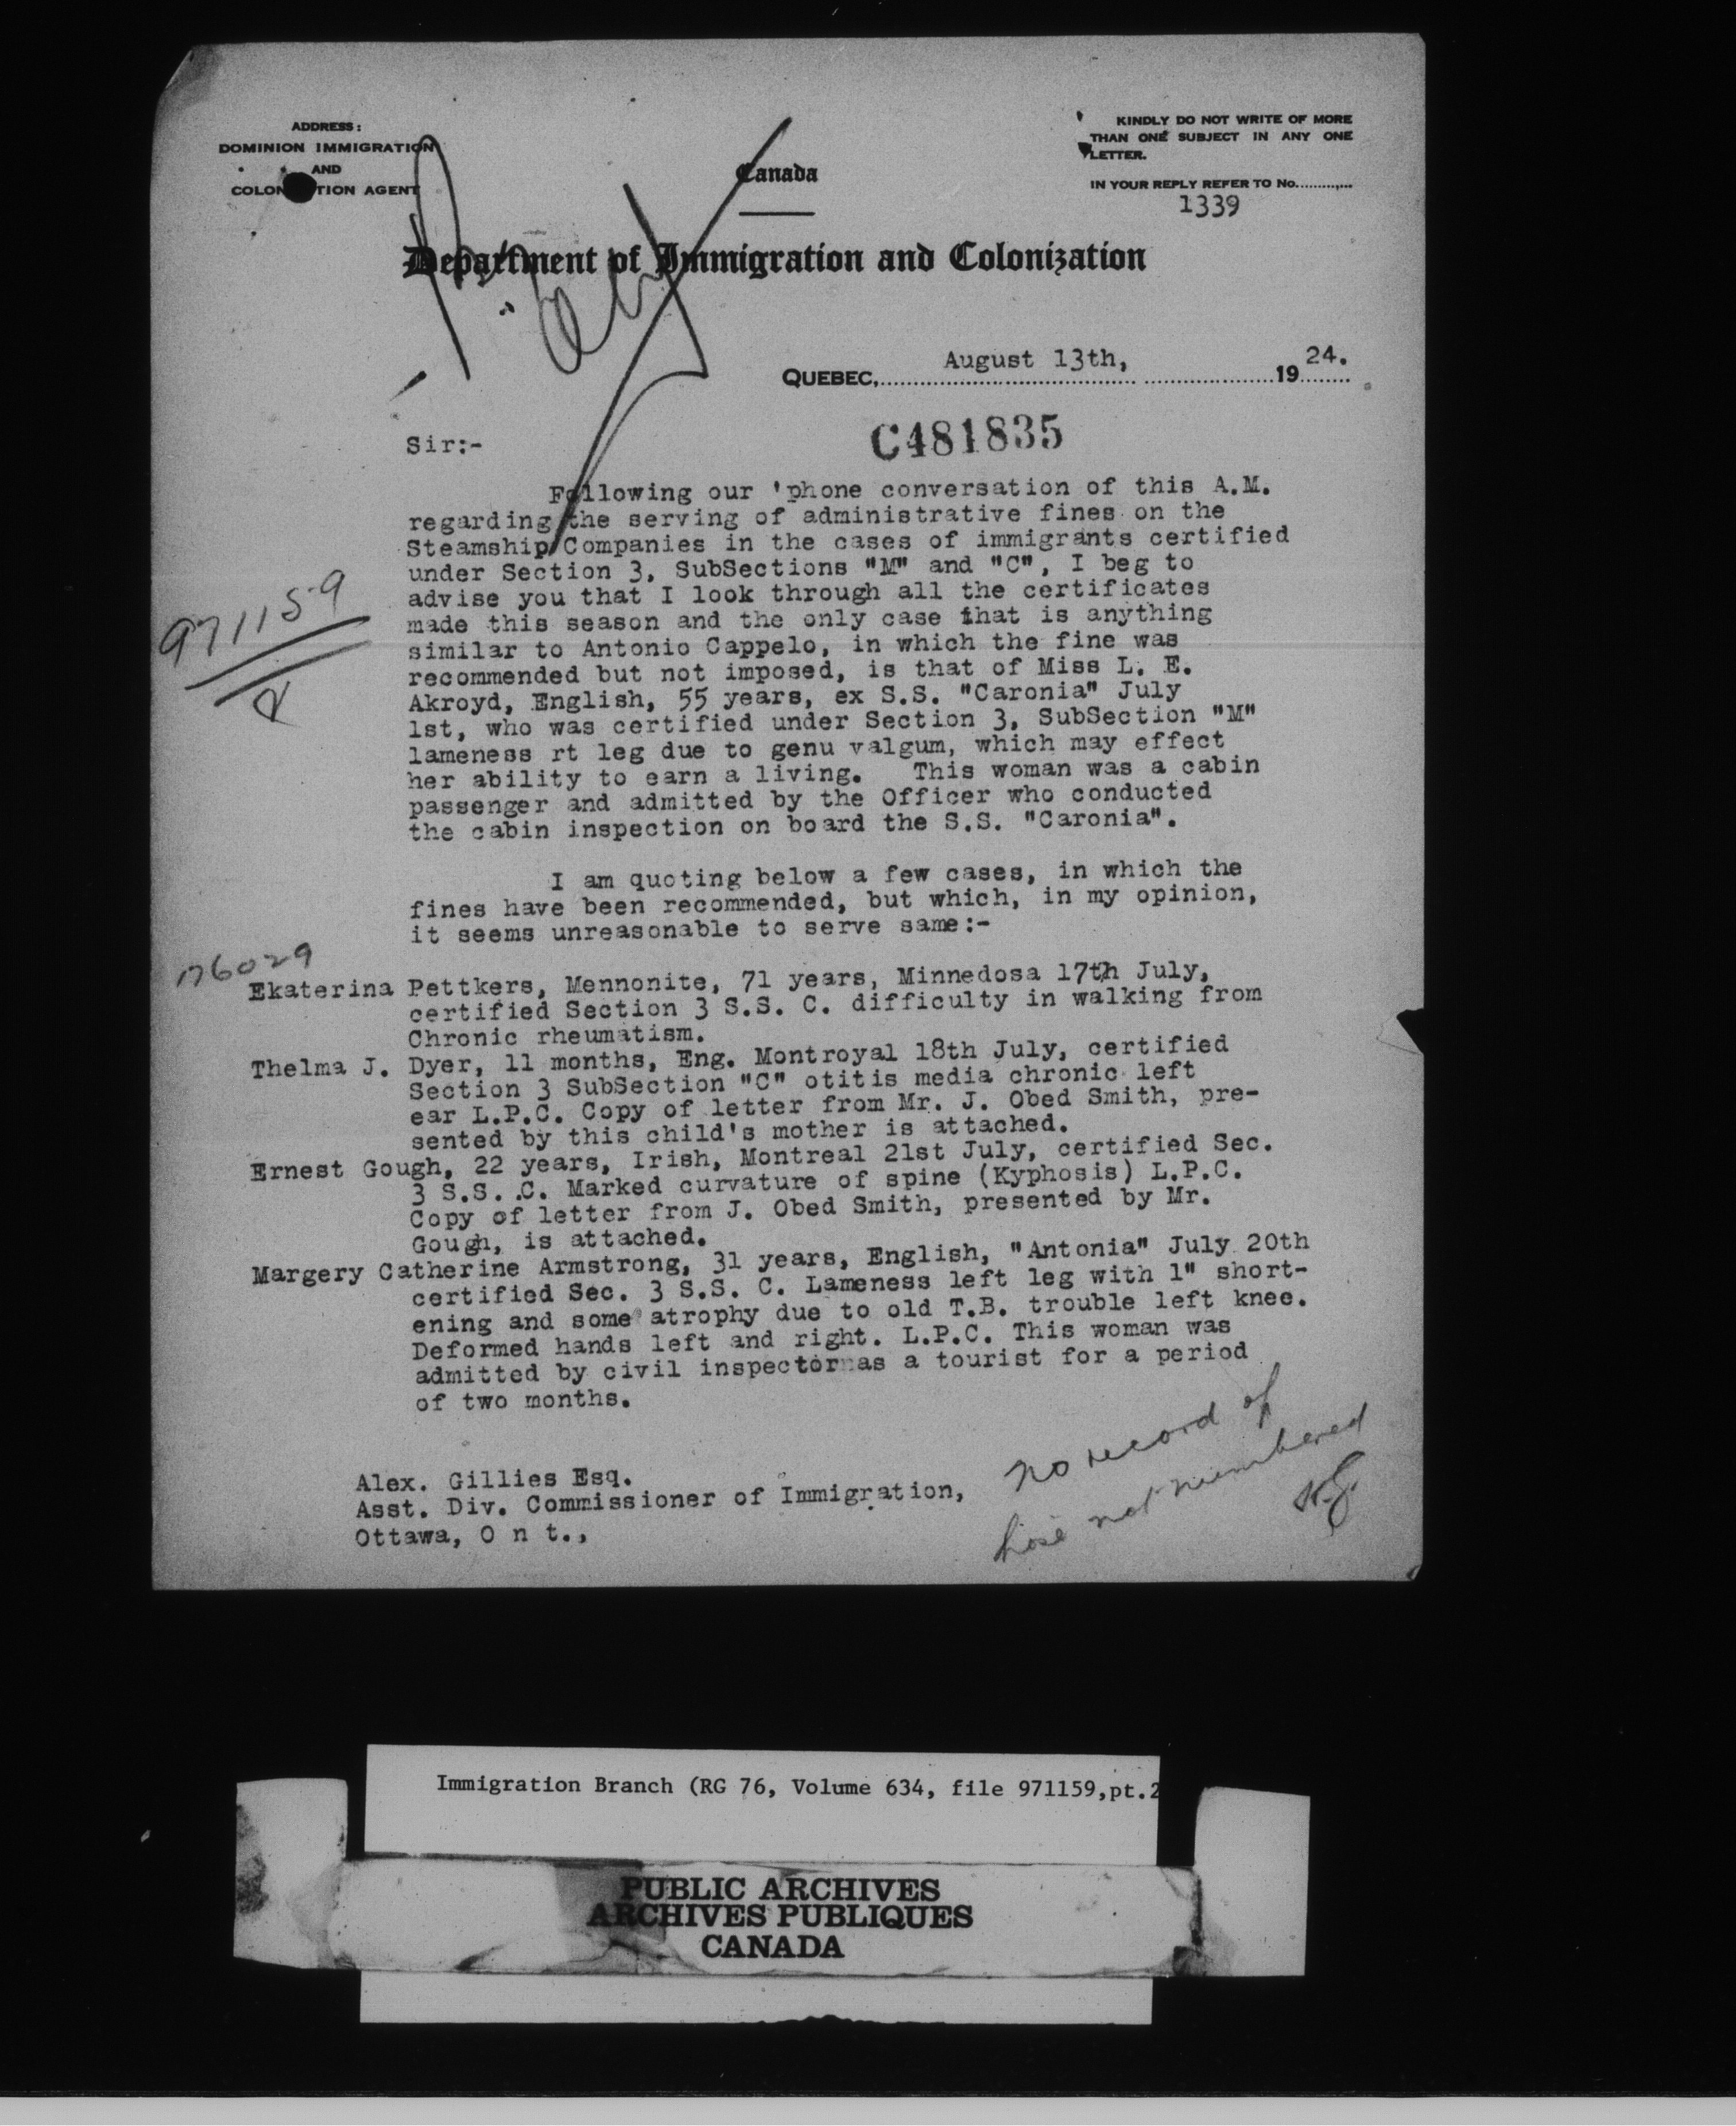 ADDRESS:
DOMINION IMMIGRATION
AND
COLON TION AGENT
KINDLY DO NOT WRITE OF MORE
THAN ONE SUBJECT IN ANY ONE
LETTER.
IN YOUR REPLY REFER TO No............
1339
Canada
Department of Immigration and Colonization
QUEBEC, August 13th, 1924.
C481835
Sir:-
Following our 'phone conversation of this A.M.
regarding the serving of administrative fines on the
Steamship Companies in the cases of immigrants certified
under Section 3, SubSections "M" and "C", I beg to
advise you that I look through all the certificates
made this season and the only case that is anything
similar to Antonio Cappelo, in which the fine was
recommended but not imposed, is that of Miss L. E.
Akroyd, English, 55 years, ex S.S. "Caronia" July
1st, who was certified under Section 3, SubSection "M"
lameness rt leg due to genu valgum, which may effect
her ability to earn a living. This woman was a cabin
passenger and admitted by the Officer who conducted
the cabin inspection on board the S.S. "Caronia".
971159
2
I am quoting below a few cases, in which the
fines have been recommended, but which, in my opinion,
it seems unreasonable to serve same:-
176029
Ekaterina Pettkers, Mennonite, 71 years, Minnedosa 17th July,
certified Section 3 S.S. C. difficulty in walking from
Chronic rheumatism.
Thelma J. Dyer, 11 months, Eng. Montroyal 18th July, certified
Section 3 SubSection "C" otitis media chronic left
ear L.P.C. Copy of letter from Mr. J. Obed Smith, pre-
sented by this child's mother is attached.
Ernest Gough, 22 years, Irish, Montreal 21st July, certified Sec.
3 S.S. .C. Marked curvature of spine (Kyphosis) L.P.C.
Copy of letter from J. Obed Smith, presented by Mr.
Gough, is attached.
Margery Catherine Armstrong, 31 years, English, "Antonia" July 20th
certified Sec. 3 S.S. C. Lameness left leg with 1" short-
ening and some atrophy due to old T.B. trouble left knee.
Deformed hands left and right. L.P.C. This woman was
admitted by civil inspector as a tourist for a period
of two months.
no record of
hose not numbered
Alex. Gillies Esq.
Asst. Div. Commissioner of Immigration,
Ottawa, O n t.,
Immigration Branch (RG 76, Volume 634, file 971159,pt.2
PUBLIC ARCHIVES
ARCHIVES PUBLIQUES
CANADA